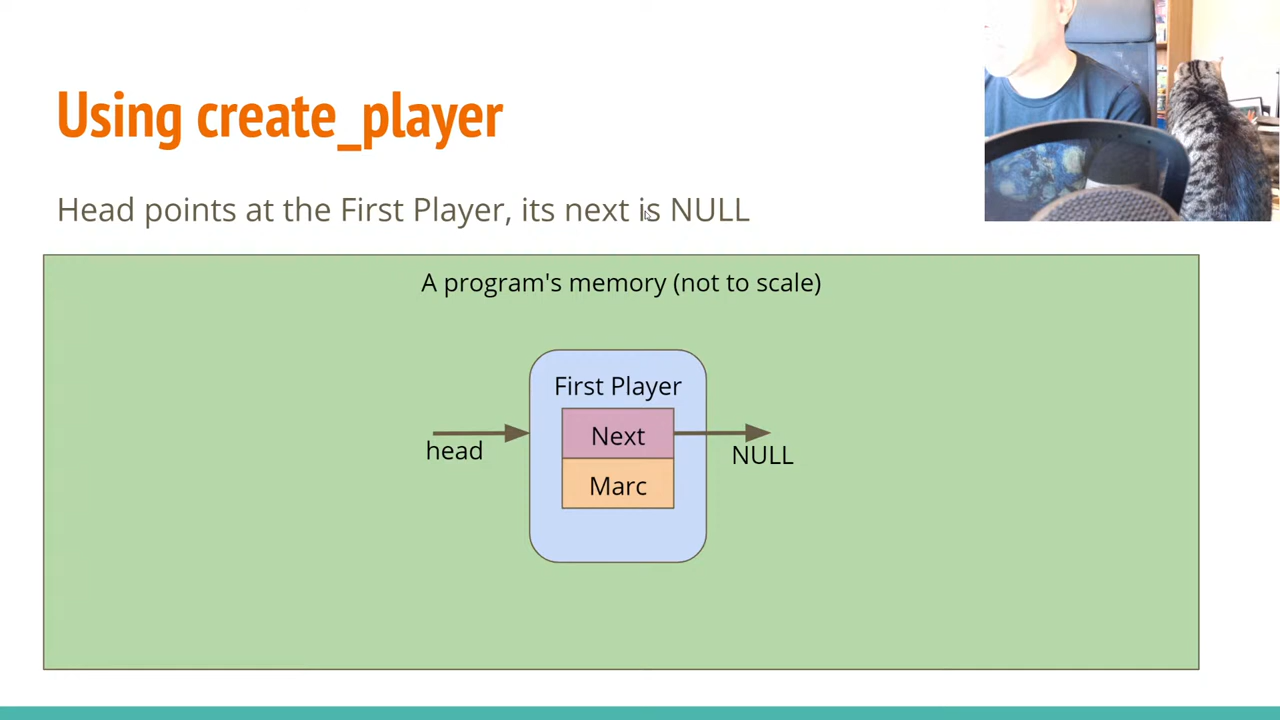 Using create_player
Head points at the First Player, its next is NULL
A program's memory (not to scale)
First Player
Next
head
NULL
Marc